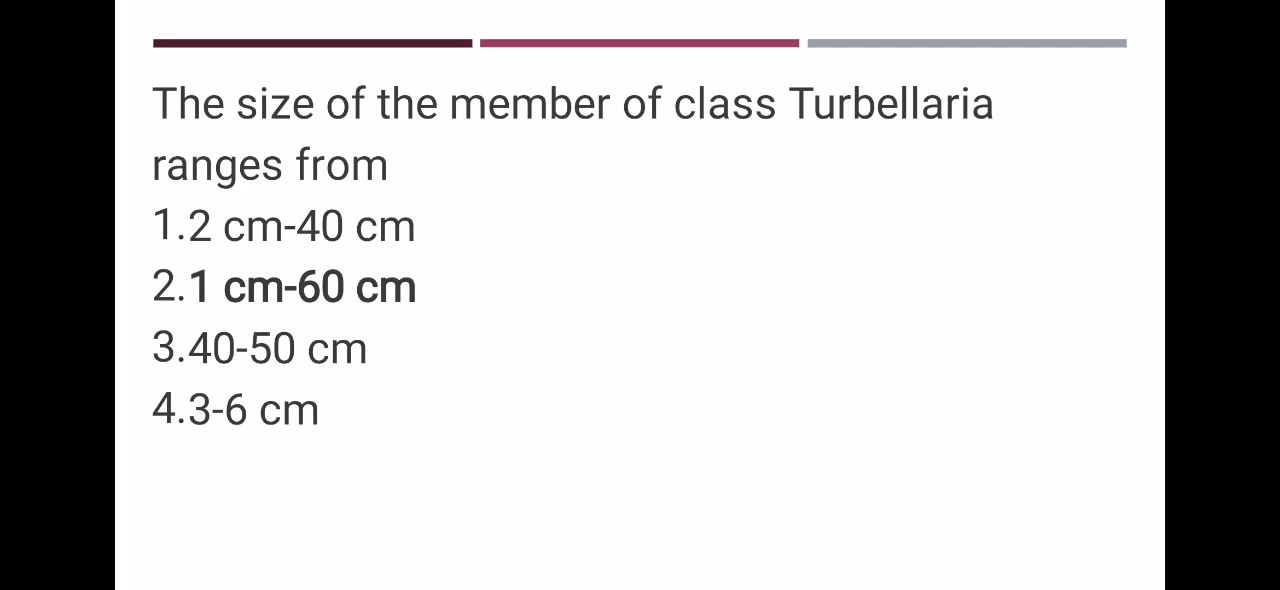 The size of the member of class Turbellaria
ranges from
1.2 cm-40 cm
2.1 cm-60 cm
3.40-50 cm
4.3-6 cm